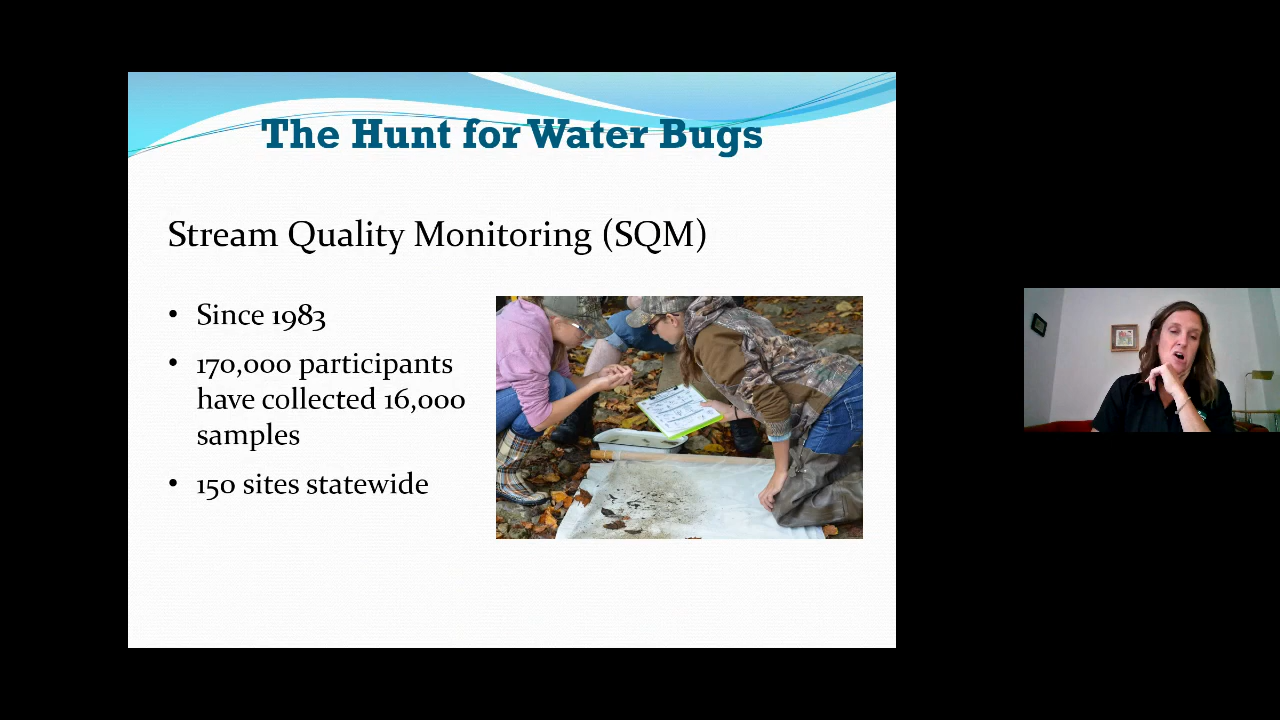 The Hunt for Water Bugs
Stream Quality Monitoring (SQM)
• Since 1983
• 170,000 participants
have collected 16,000
samples
• 150 sites statewide